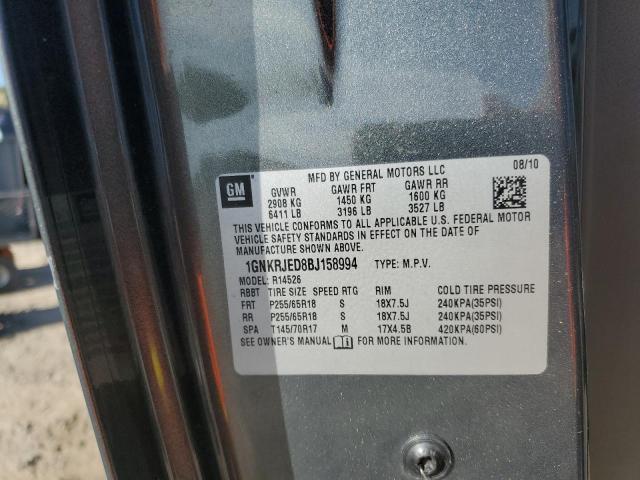 MFD BY GENERAL MOTORS LLC 08/10
GM GVWR GAWR FRT GAWR RR
2908 KG 1450 KG 1600 KG
6411 LB 3196 LB 3527 LB
THIS VEHICLE CONFORMS TO ALL APPLICABLE U.S. FEDERAL MOTOR
VEHICLE SAFETY STANDARDS IN EFFECT ON THE DATE OF
MANUFACTURE SHOWN ABOVE.
1GNKRJED8BJ158994 TYPE: M.P.V.
MODEL: R14526
RBBT TIRE SIZE SPEED RTG RIM COLD TIRE PRESSURE
FRT P255/65R18 S 18X7.5J 240KPA(35PSI)
RR P255/65R18 S 18X7.5J 240KPA(35PSI)
SPA T145/70R17 M 17X4.5B 420KPA(60PSI)
SEE OWNER'S MANUAL FOR MORE INFORMATION.